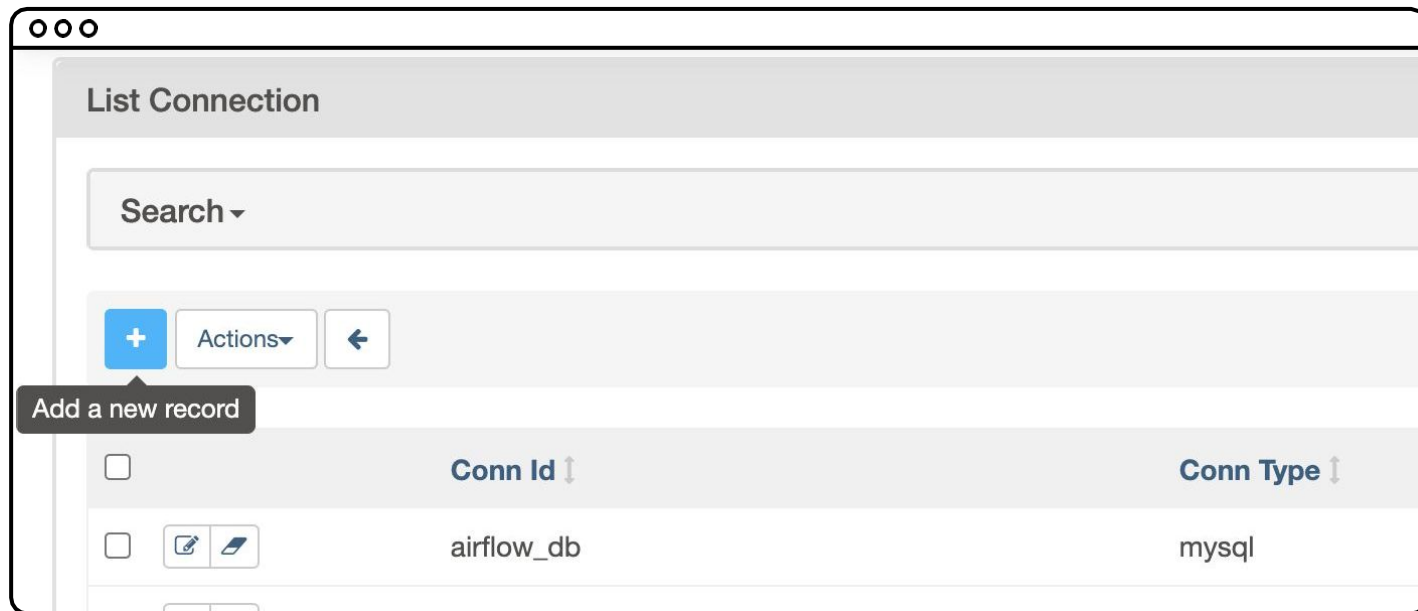 List Connection
Search
+ Actions
Add a new record
Conn Id Conn Type
airflow_db mysql